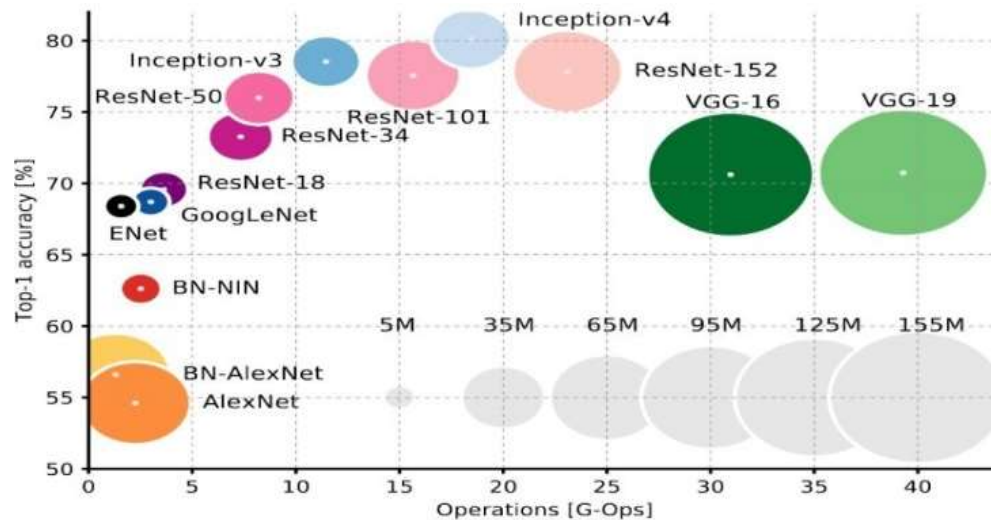 80
Inception-v4
Inception-v3
ResNet-152
ResNet-50
VGG-16
VGG-19
75
ResNet-101
ResNet-34
70
ResNet-18
GoogLeNet
ENet
65
BN-NIN
60
5M 35M 65M 95M 125M 155M
BN-AlexNet
55
AlexNet
50
0 5 10 15 20 25 30 35 40
Operations [G-Ops]
Top-1 accuracy [%]